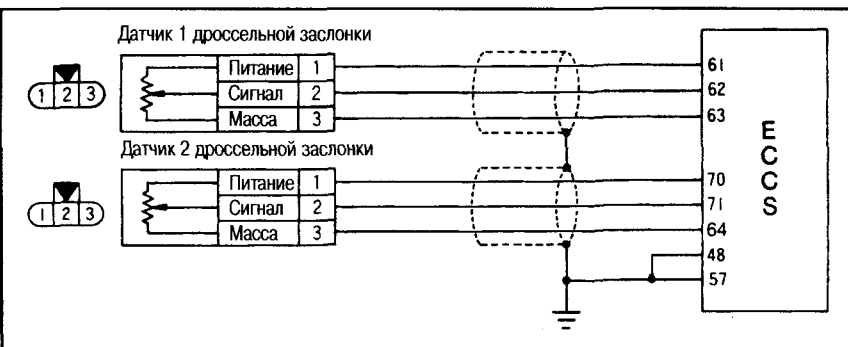 Датчик 1 дроссельной заслонки
1 2 3
Питание 1
Сигнал 2
Масса 3
61
62
63
Датчик 2 дроссельной заслонки
1 2 3
Питание 1
Сигнал 2
Масса 3
70
71
64
48
57
ECCS